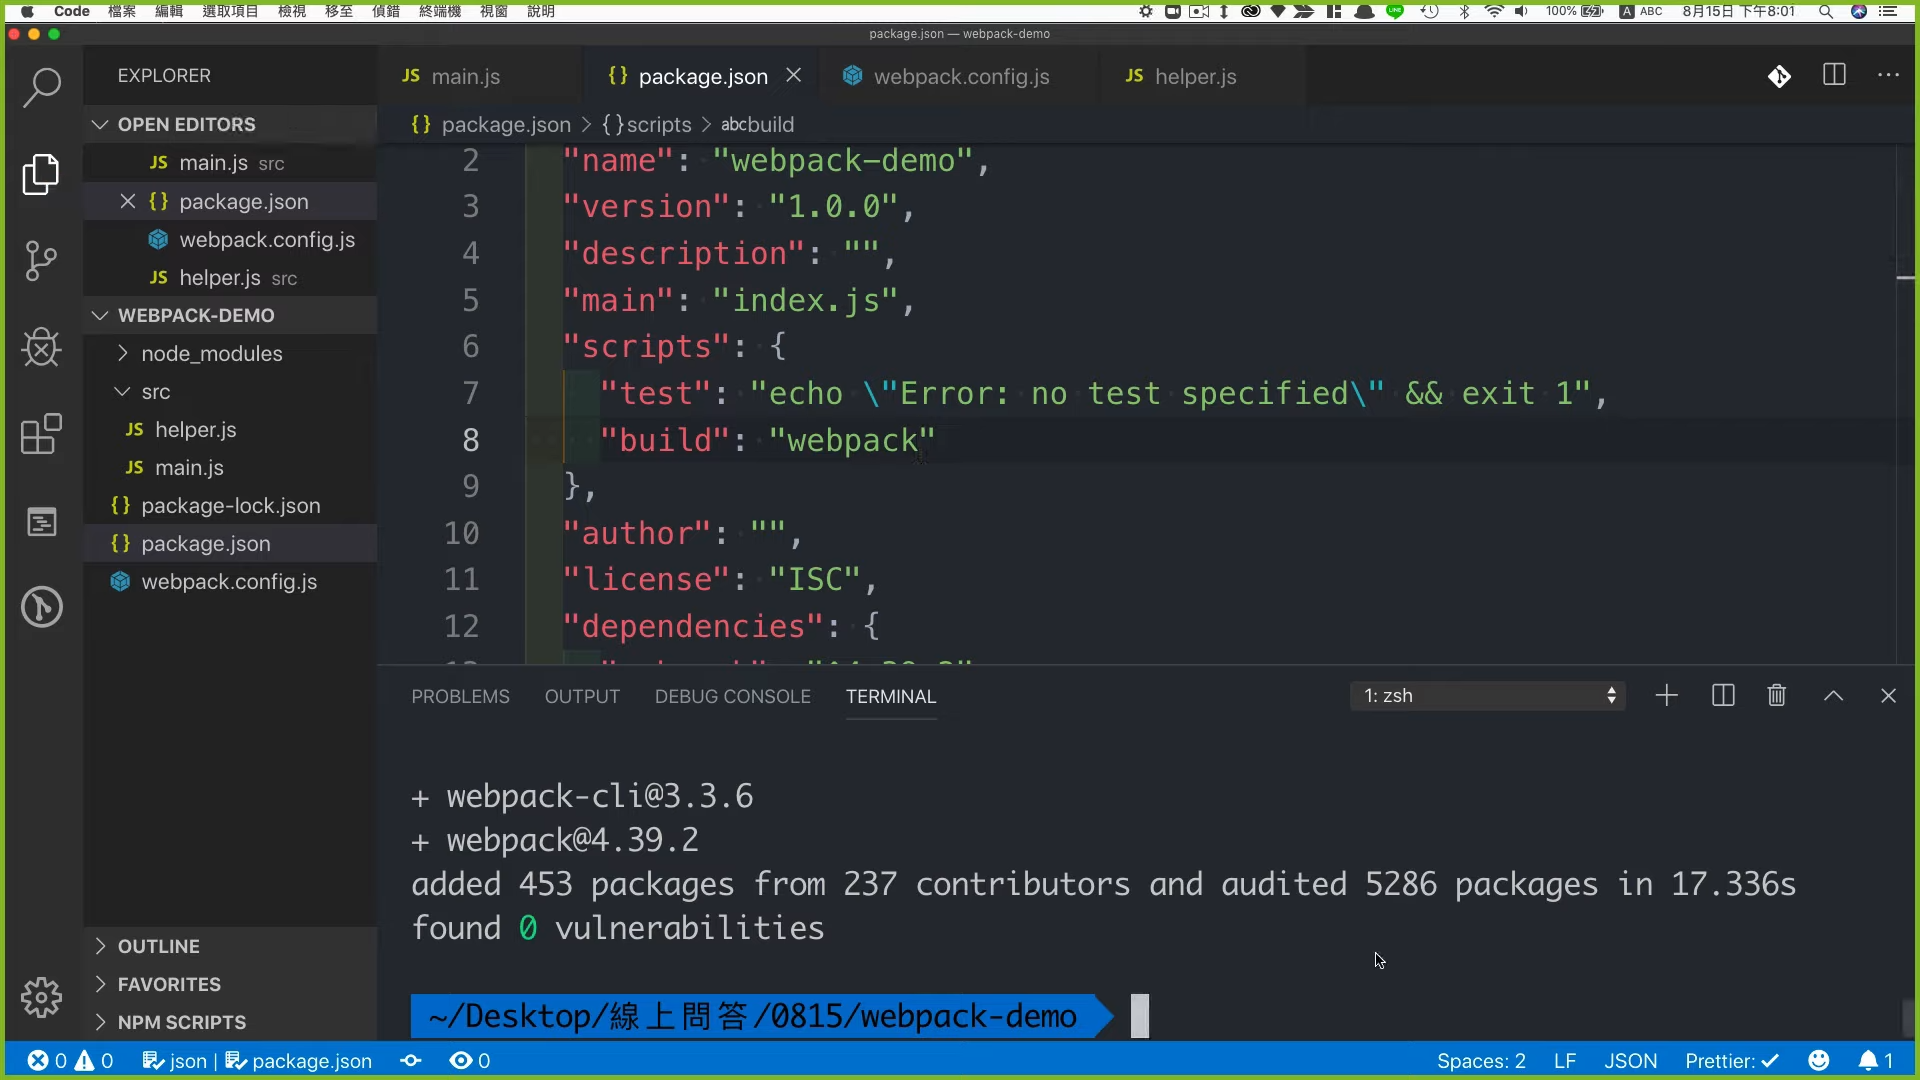 Code 檔案 編輯 選取項目 檢視 移至 偵錯 終端機 視窗 說明 100% A ABC 8月15日 下午8:01
package.json — webpack-demo
EXPLORER
OPEN EDITORS
JS main.js src
{} package.json
webpack.config.js
JS helper.js src
WEBPACK-DEMO
node_modules
src
JS helper.js
JS main.js
{} package-lock.json
{} package.json
webpack.config.js
OUTLINE
FAVORITES
NPM SCRIPTS
JS main.js {} package.json webpack.config.js JS helper.js
{} package.json > {} scripts > abc build
2 "name": "webpack-demo",
3 "version": "1.0.0",
4 "description": "",
5 "main": "index.js",
6 "scripts": {
7 "test": "echo \"Error: no test specified\" && exit 1",
8 "build": "webpack"
9 },
10 "author": "",
11 "license": "ISC",
12 "dependencies": {
PROBLEMS OUTPUT DEBUG CONSOLE TERMINAL 1: zsh
+ webpack-cli@3.3.6
+ webpack@4.39.2
added 453 packages from 237 contributors and audited 5286 packages in 17.336s
found 0 vulnerabilities
~/Desktop/線上問答/0815/webpack-demo
0 0 json | package.json 0 Spaces: 2 LF JSON Prettier: ✓ 1